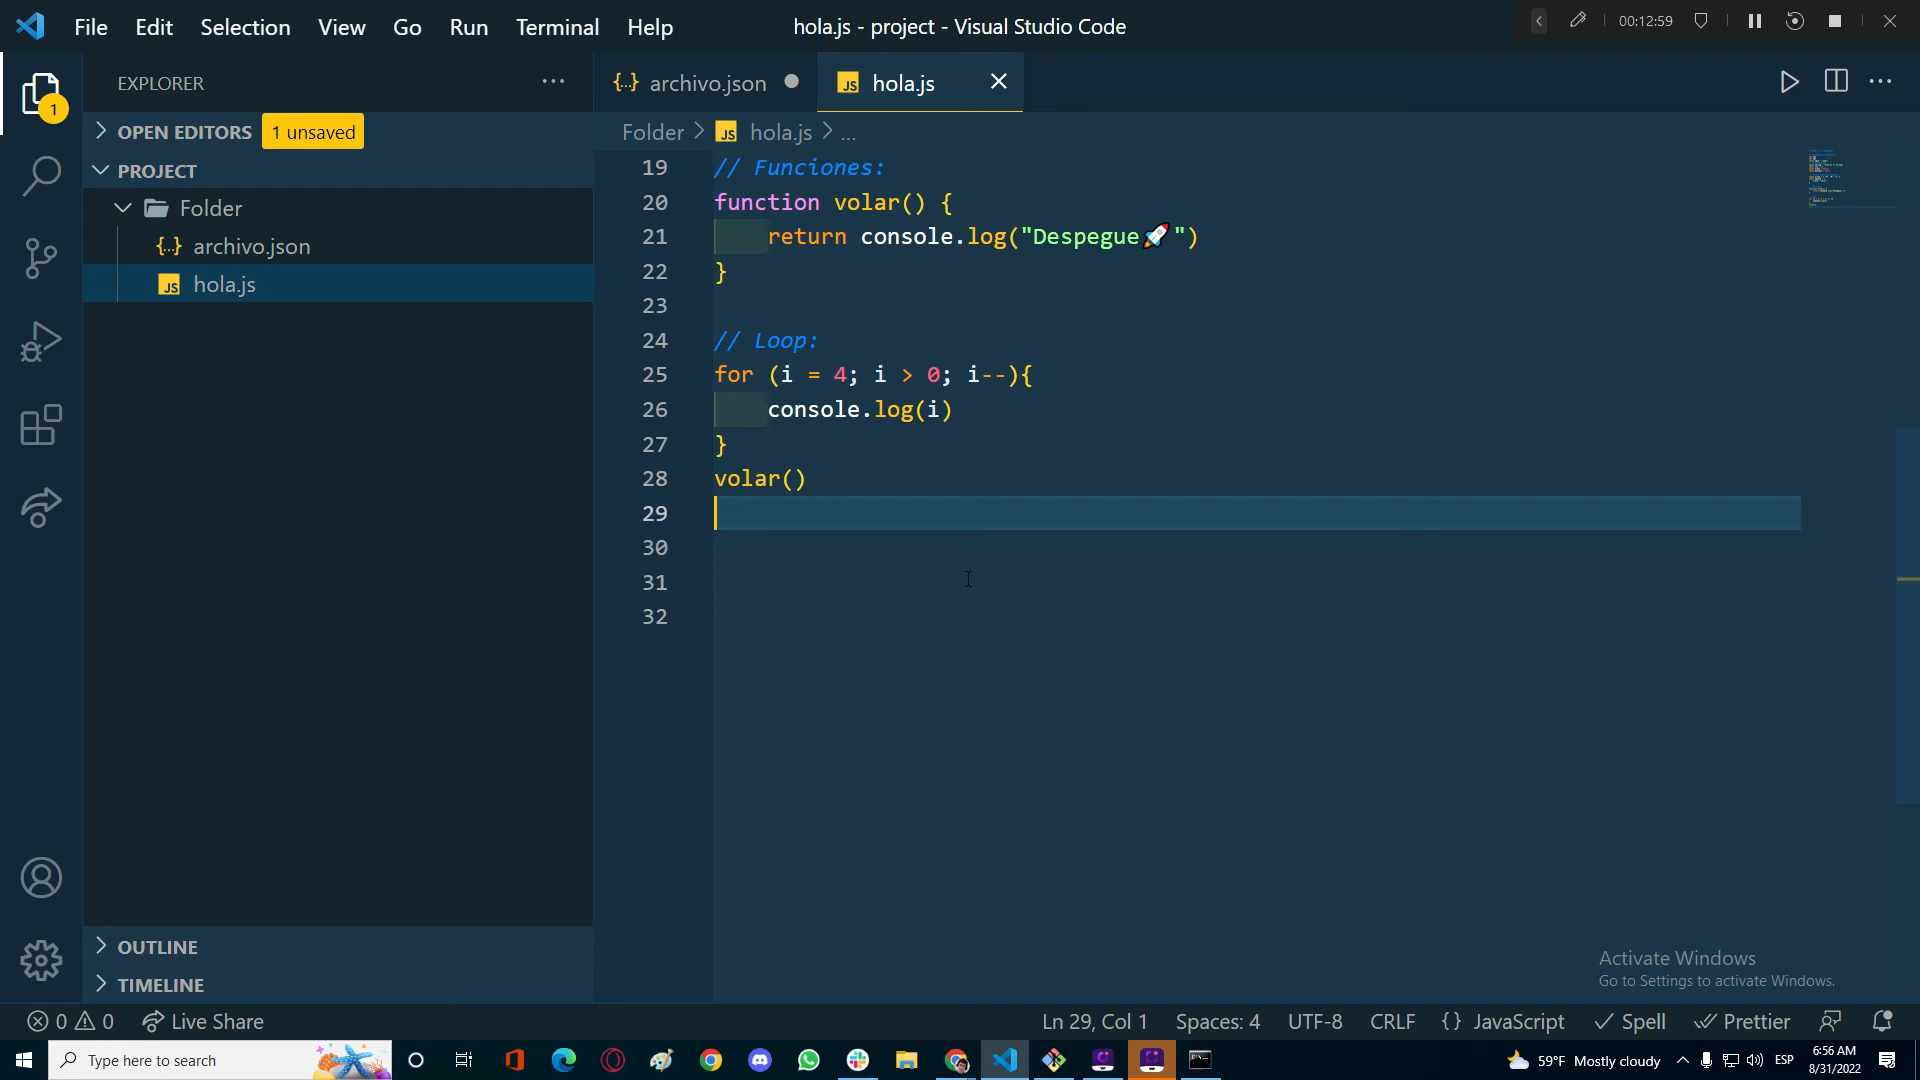 File Edit Selection View Go Run Terminal Help
hola.js - project - Visual Studio Code
00:12:59
1
EXPLORER
OPEN EDITORS 1 unsaved
PROJECT
Folder
{..} archivo.json
JS hola.js
OUTLINE
TIMELINE
{..} archivo.json
JS hola.js
Folder > JS hola.js > ...
19 // Funciones:
20 function volar() {
21 return console.log("Despegue🚀")
22 }
23
24 // Loop:
25 for (i = 4; i > 0; i--){
26 console.log(i)
27 }
28 volar()
29
30
31
32
Activate Windows
Go to Settings to activate Windows.
0 0 Live Share
Ln 29, Col 1 Spaces: 4 UTF-8 CRLF {} JavaScript Spell Prettier
Type here to search
59°F Mostly cloudy ESP
6:56 AM
8/31/2022